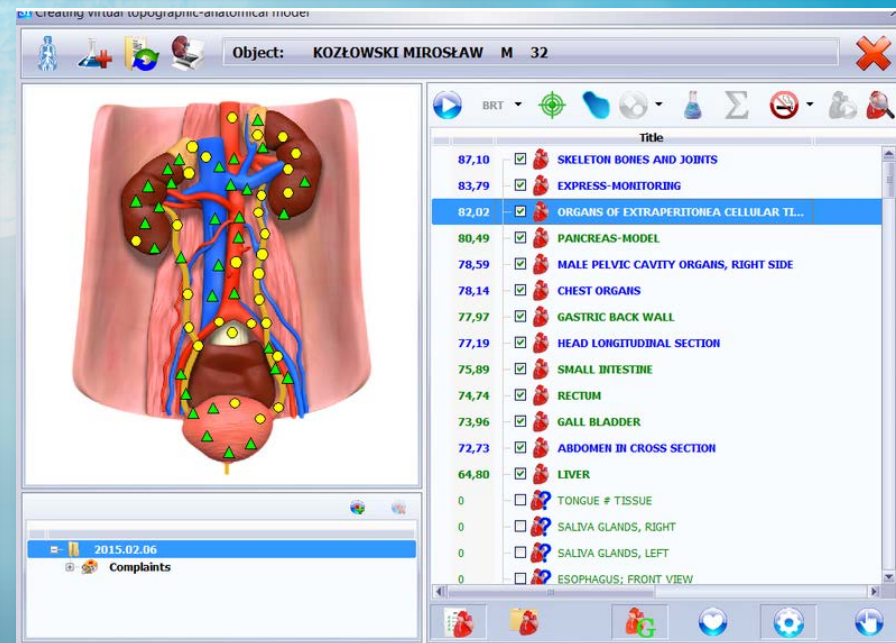 Creating virtual topographic-anatomical model
Object: KOZŁOWSKI MIROSŁAW M 32
BRT
Title
87,10 SKELETON BONES AND JOINTS
83,79 EXPRESS-MONITORING
82,02 ORGANS OF EXTRAPERITONEA CELLULAR TI...
80,49 PANCREAS-MODEL
78,59 MALE PELVIC CAVITY ORGANS, RIGHT SIDE
78,14 CHEST ORGANS
77,97 GASTRIC BACK WALL
77,19 HEAD LONGITUDINAL SECTION
75,89 SMALL INTESTINE
74,74 RECTUM
73,96 GALL BLADDER
72,73 ABDOMEN IN CROSS SECTION
64,80 LIVER
0 TONGUE # TISSUE
0 SALIVA GLANDS, RIGHT
0 SALIVA GLANDS, LEFT
0 ESOPHAGUS; FRONT VIEW
2015.02.06
Complaints
G